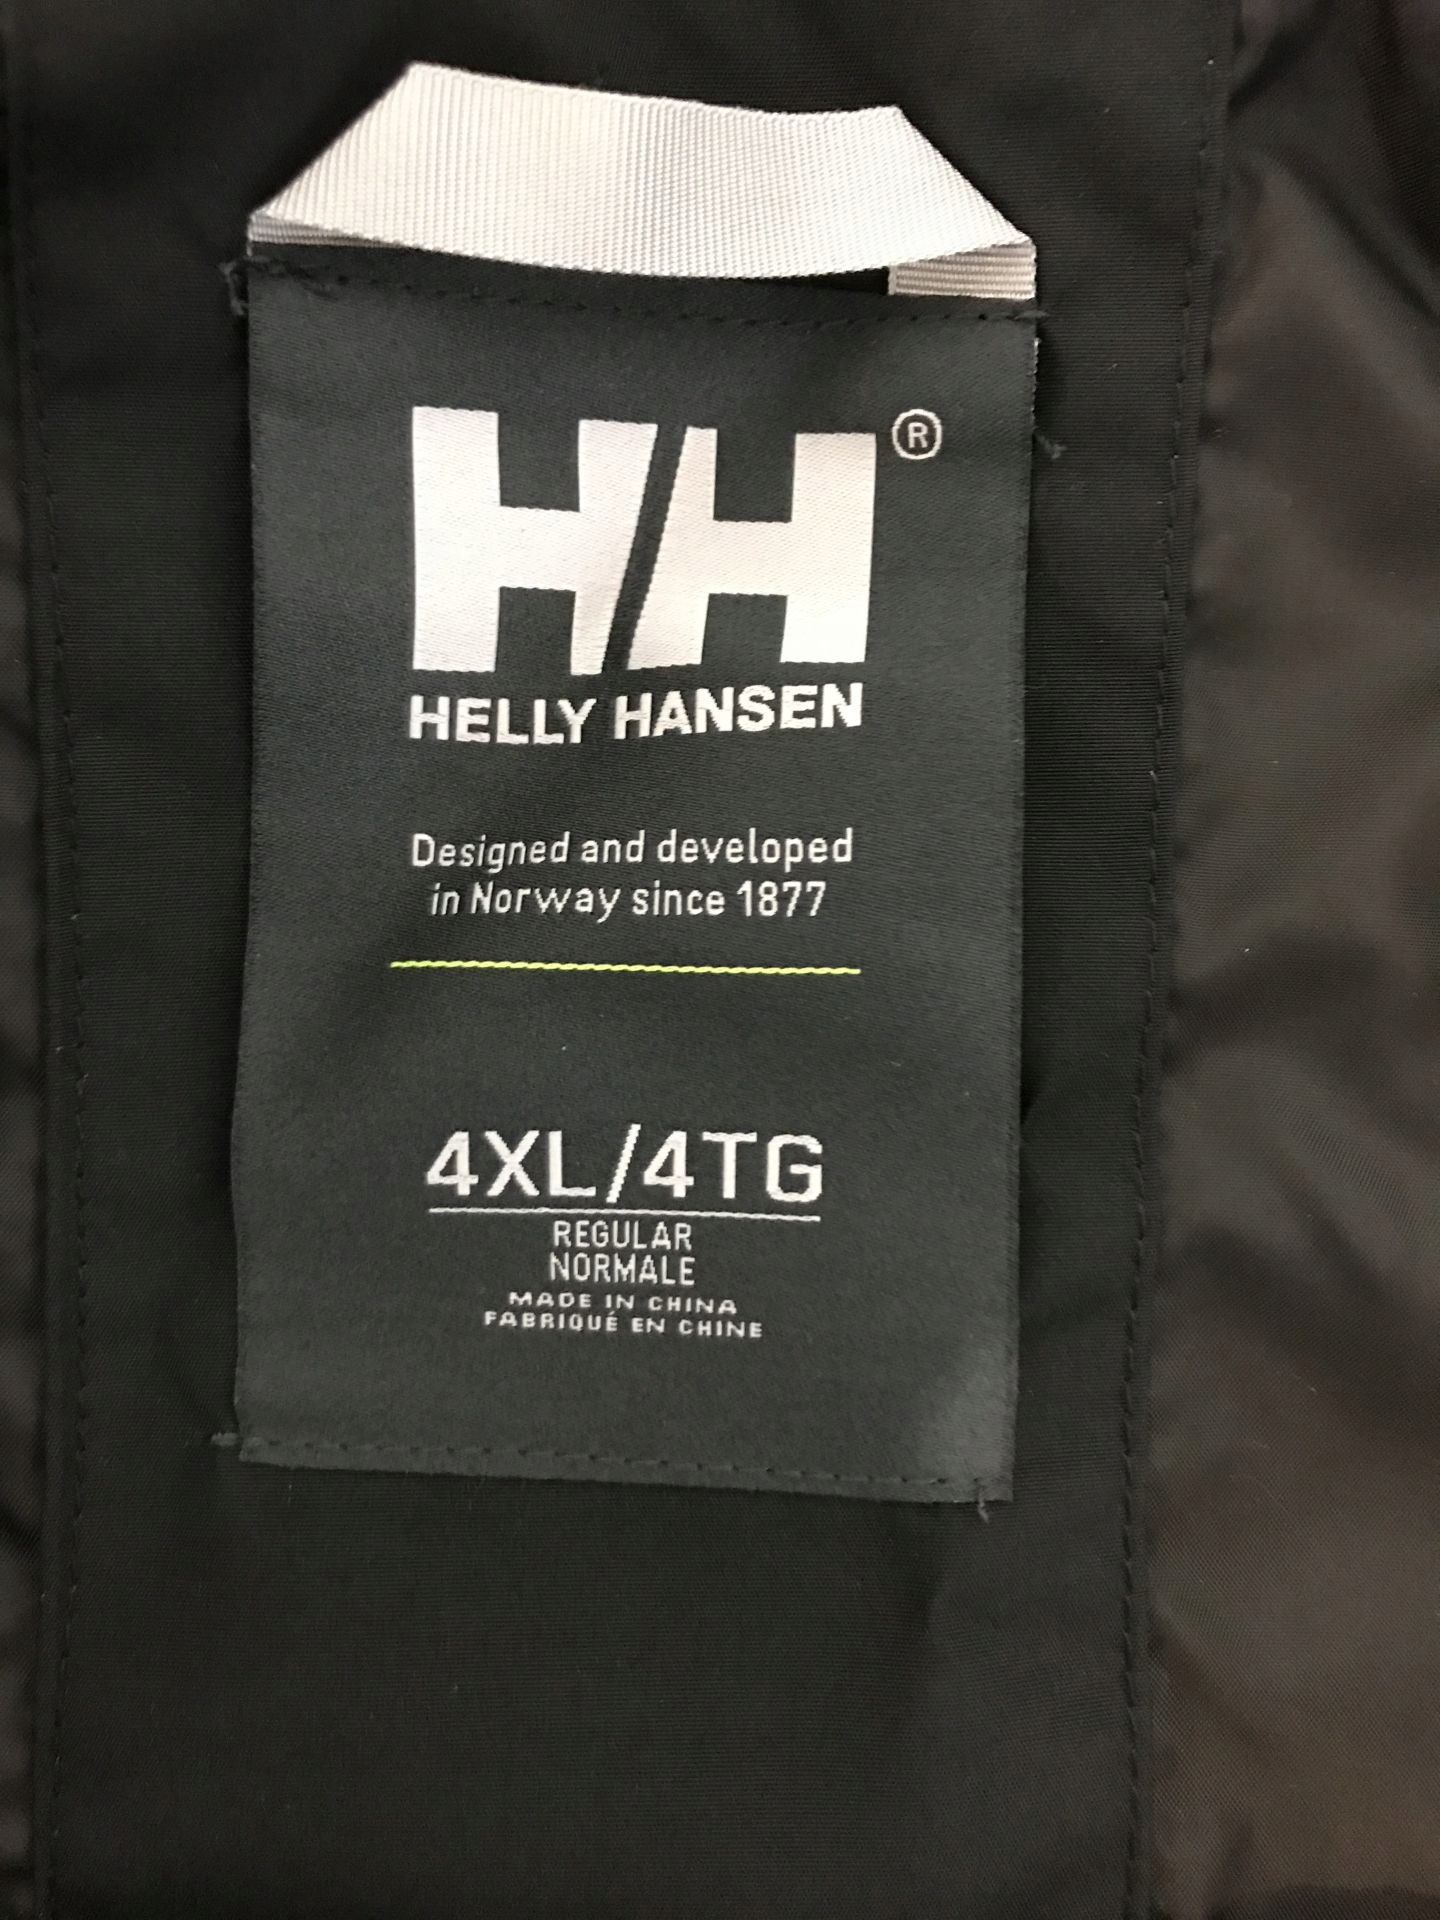 HH®
HELLY HANSEN
Designed and developed
in Norway since 1877
4XL/4TG
REGULAR
NORMALE
MADE IN CHINA
FABRIQUÉ EN CHINE